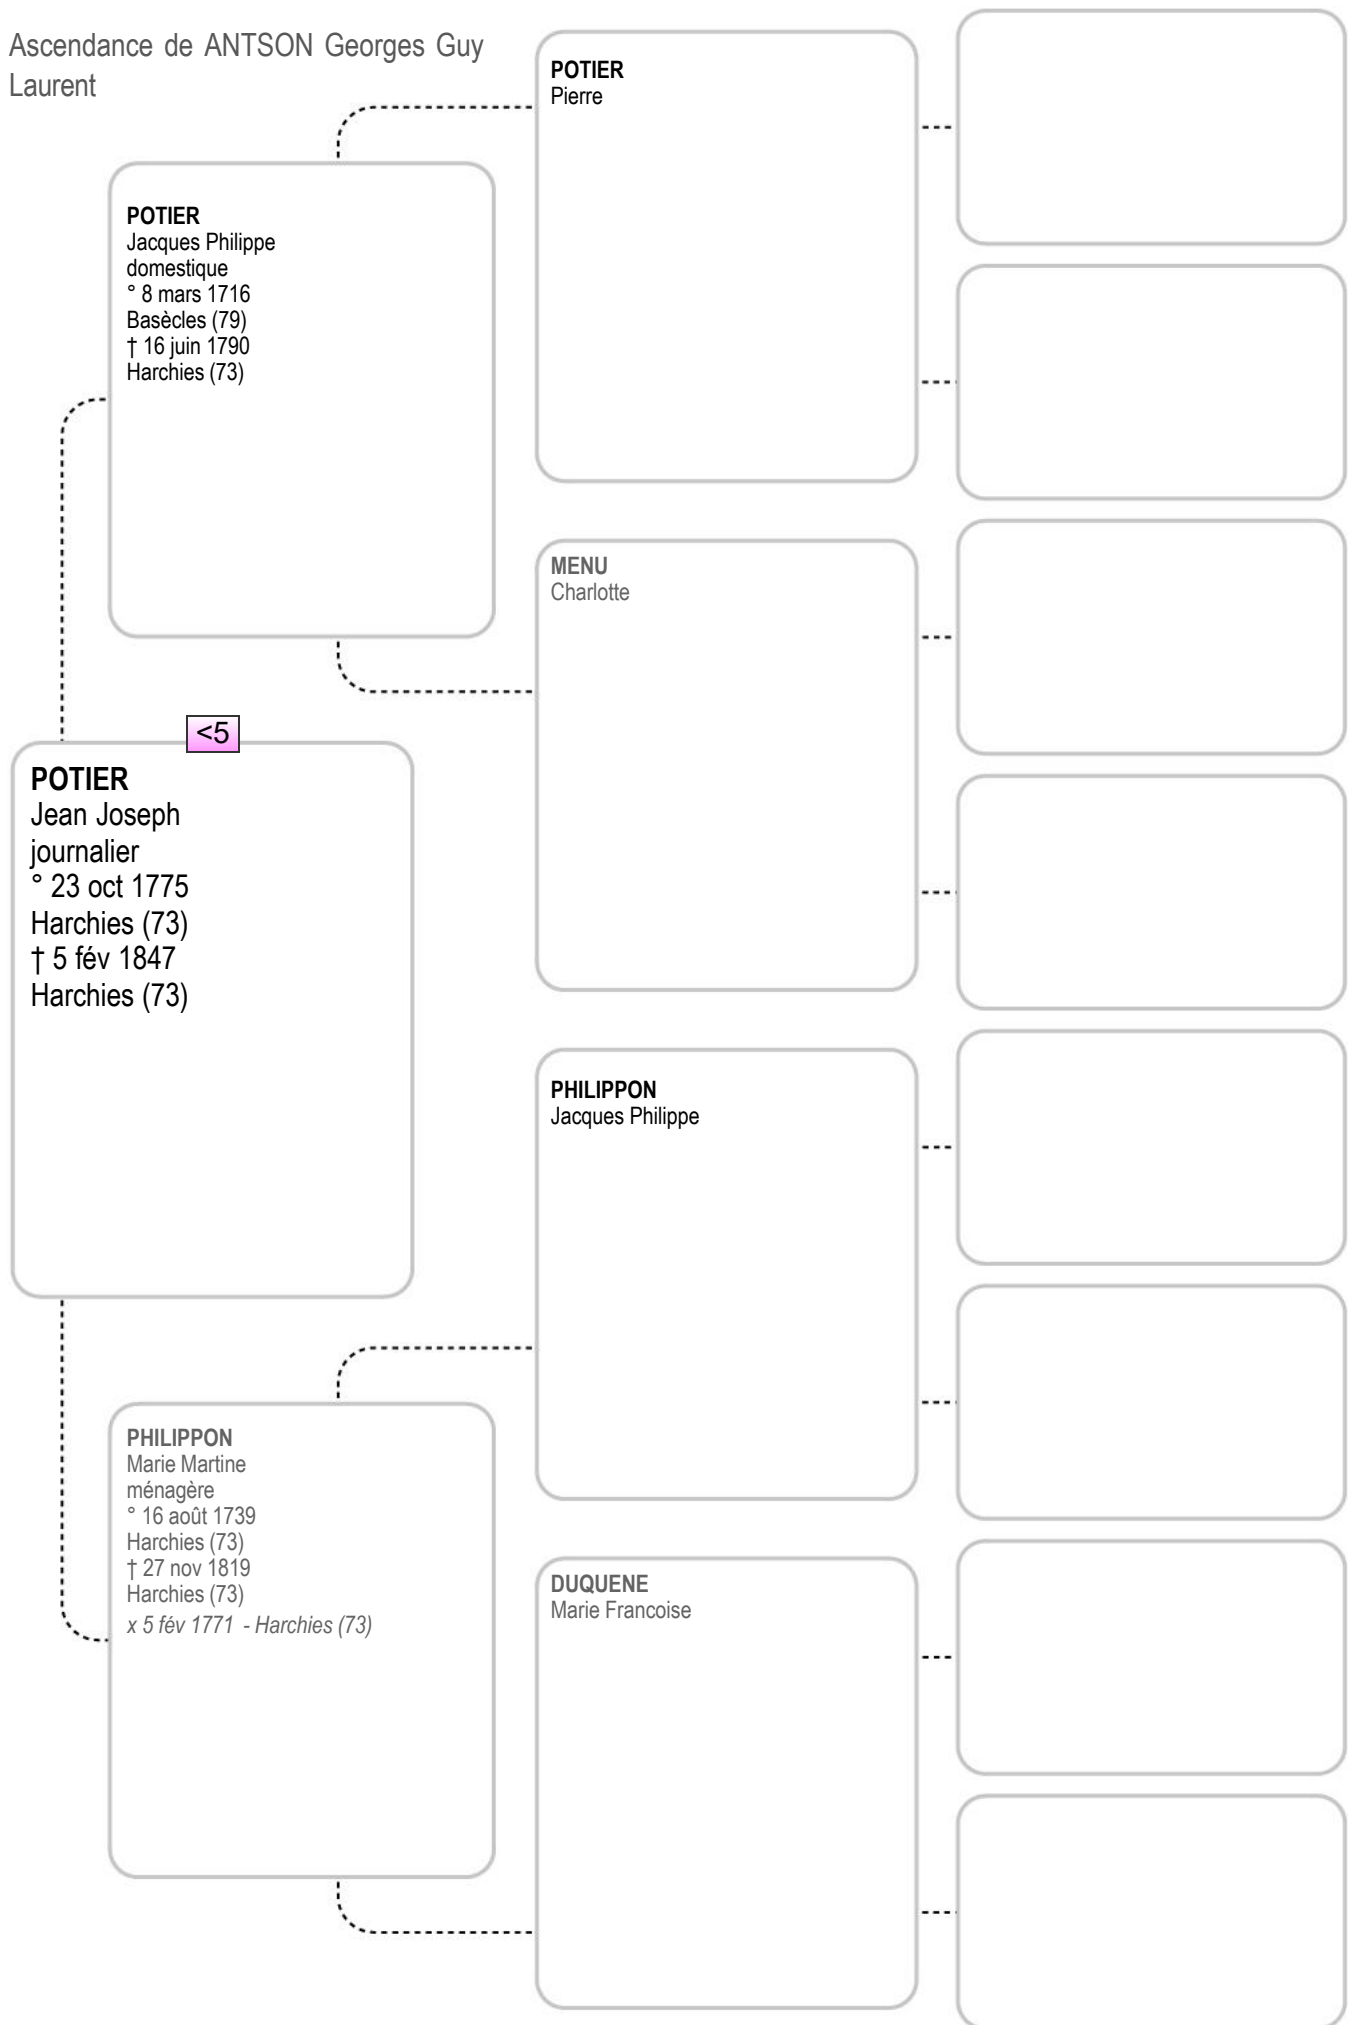 Ascendance de ANTSON Georges Guy
Laurent
POTIER
Pierre
POTIER
Jacques Philippe
domestique
° 8 mars 1716
Basècles (79)
† 16 juin 1790
Harchies (73)
MENU
Charlotte
<5
POTIER
Jean Joseph
journalier
° 23 oct 1775
Harchies (73)
† 5 fév 1847
Harchies (73)
PHILIPPON
Jacques Philippe
PHILIPPON
Marie Martine
ménagère
° 16 août 1739
Harchies (73)
† 27 nov 1819
Harchies (73)
x 5 fév 1771 - Harchies (73)
DUQUENE
Marie Francoise